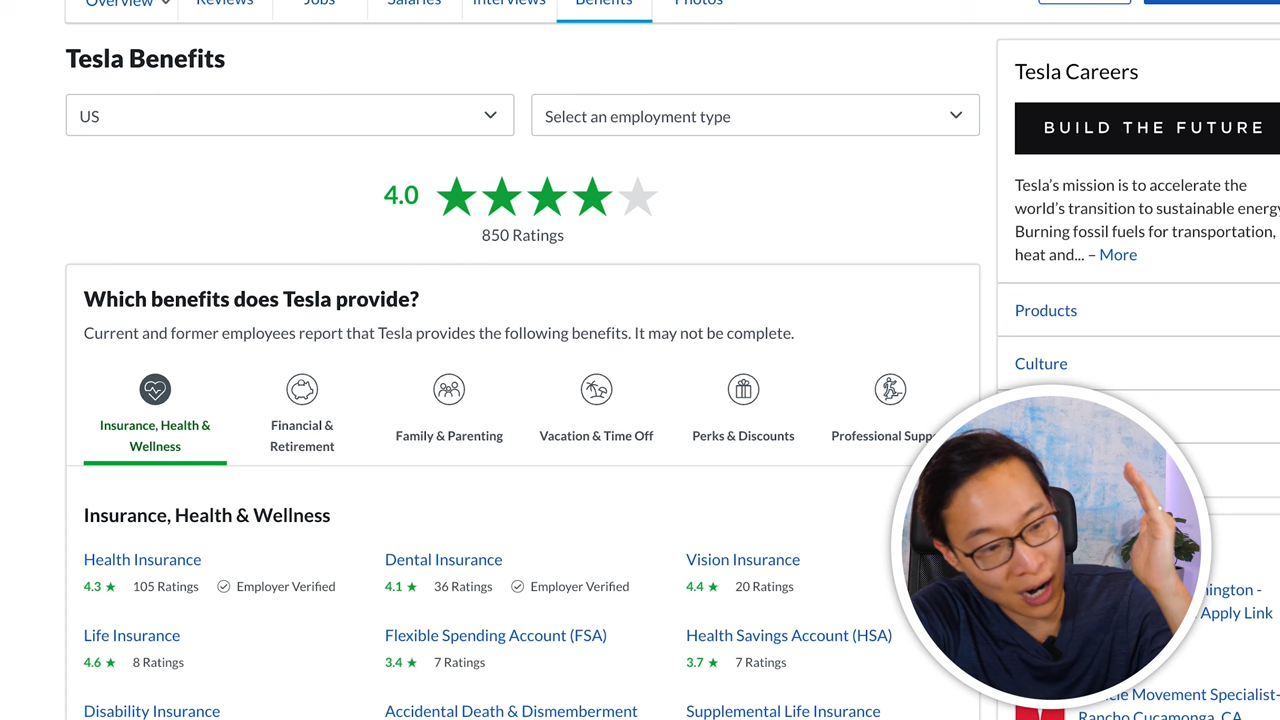 Overview
Reviews
Jobs
Salaries
Interviews
Benefits
Photos
Tesla Benefits
US
Select an employment type
4.0
850 Ratings
Which benefits does Tesla provide?
Current and former employees report that Tesla provides the following benefits. It may not be complete.
Insurance, Health &
Wellness
Financial &
Retirement
Family & Parenting
Vacation & Time Off
Perks & Discounts
Professional
Insurance, Health & Wellness
Health Insurance
4.3 ★ 105 Ratings Employer Verified
Dental Insurance
4.1 ★ 36 Ratings Employer Verified
Vision Insurance
4.4 ★ 20 Ratings
Life Insurance
4.6 ★ 8 Ratings
Flexible Spending Account (FSA)
3.4 ★ 7 Ratings
Health Savings Account (HSA)
3.7 ★ 7 Ratings
Disability Insurance
Accidental Death & Dismemberment
Supplemental Life Insurance
Tesla Careers
BUILD THE FUTURE
Tesla's mission is to accelerate the
world's transition to sustainable energy
Burning fossil fuels for transportation,
heat and... – More
Products
Culture
Apply Link
Movement Specialist-
Rancho Cucamonga, CA